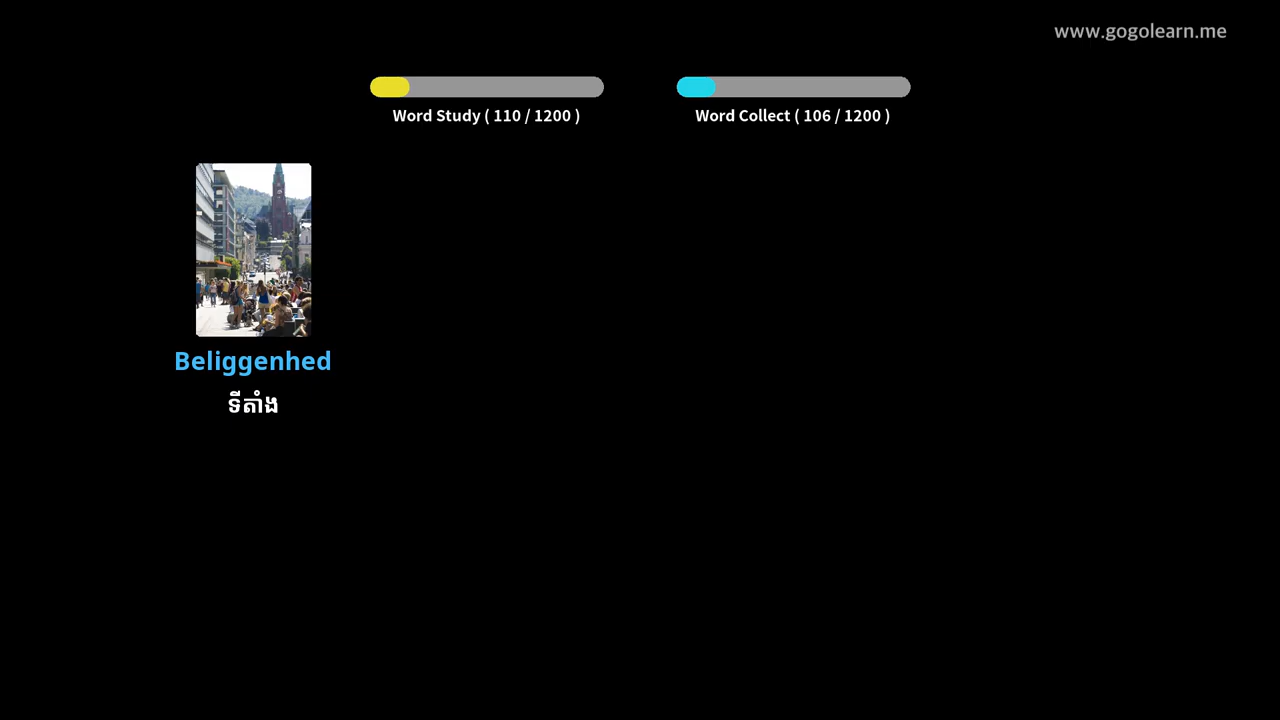 www.gogolearn.me
Word Study ( 110 / 1200 )
Word Collect ( 106 / 1200 )
Beliggenhed
ទីតាំង